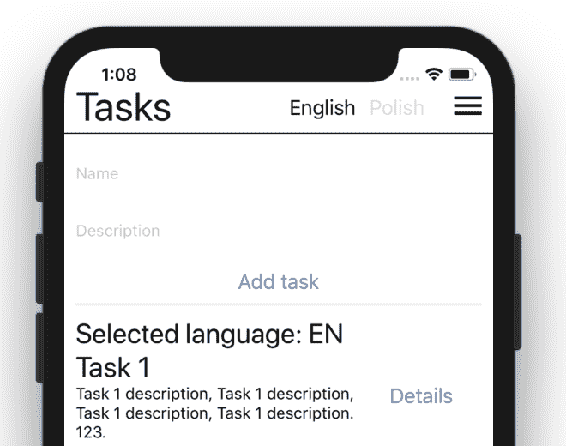 1:08
Tasks English Polish
Name
Description
Add task
Selected language: EN
Task 1
Task 1 description, Task 1 description,
Task 1 description, Task 1 description.
123.
Details